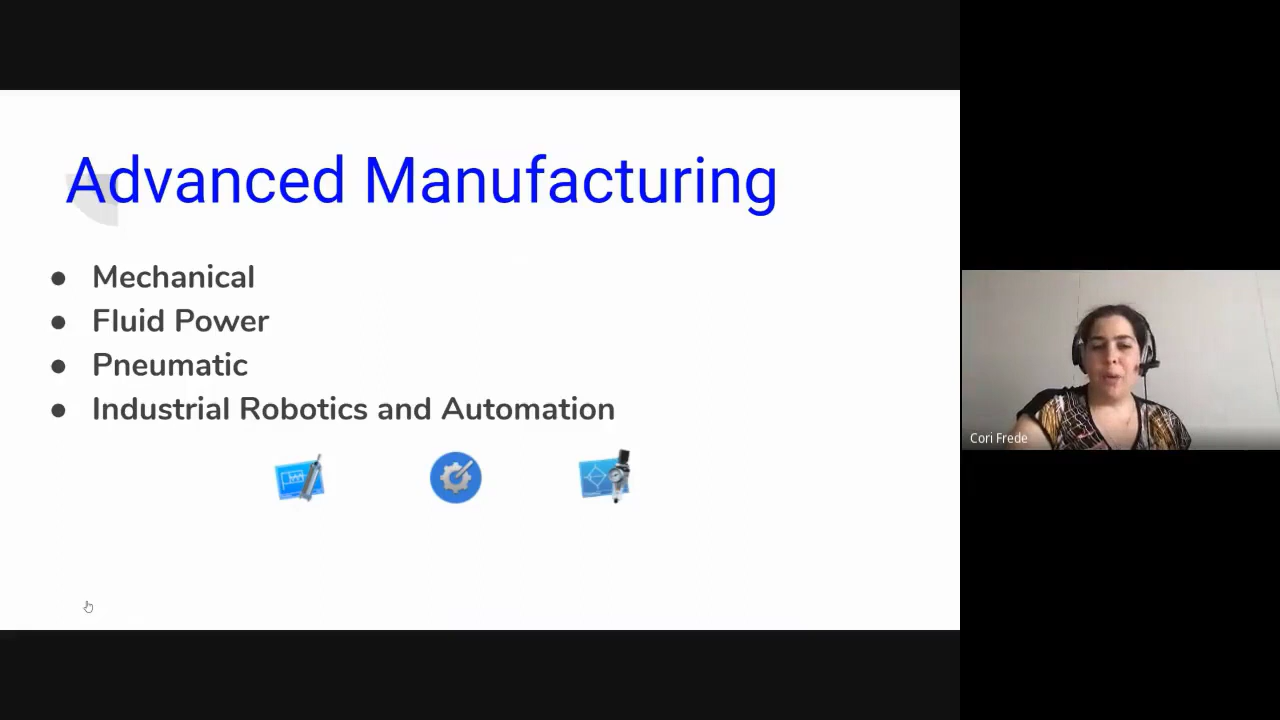 Advanced Manufacturing
● Mechanical
● Fluid Power
● Pneumatic
● Industrial Robotics and Automation
Cori Frede